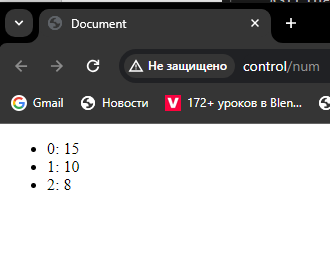 Document
Не защищено
control/num
Gmail
Новости
172+ уроков в Blen...
0: 15
1: 10
2: 8